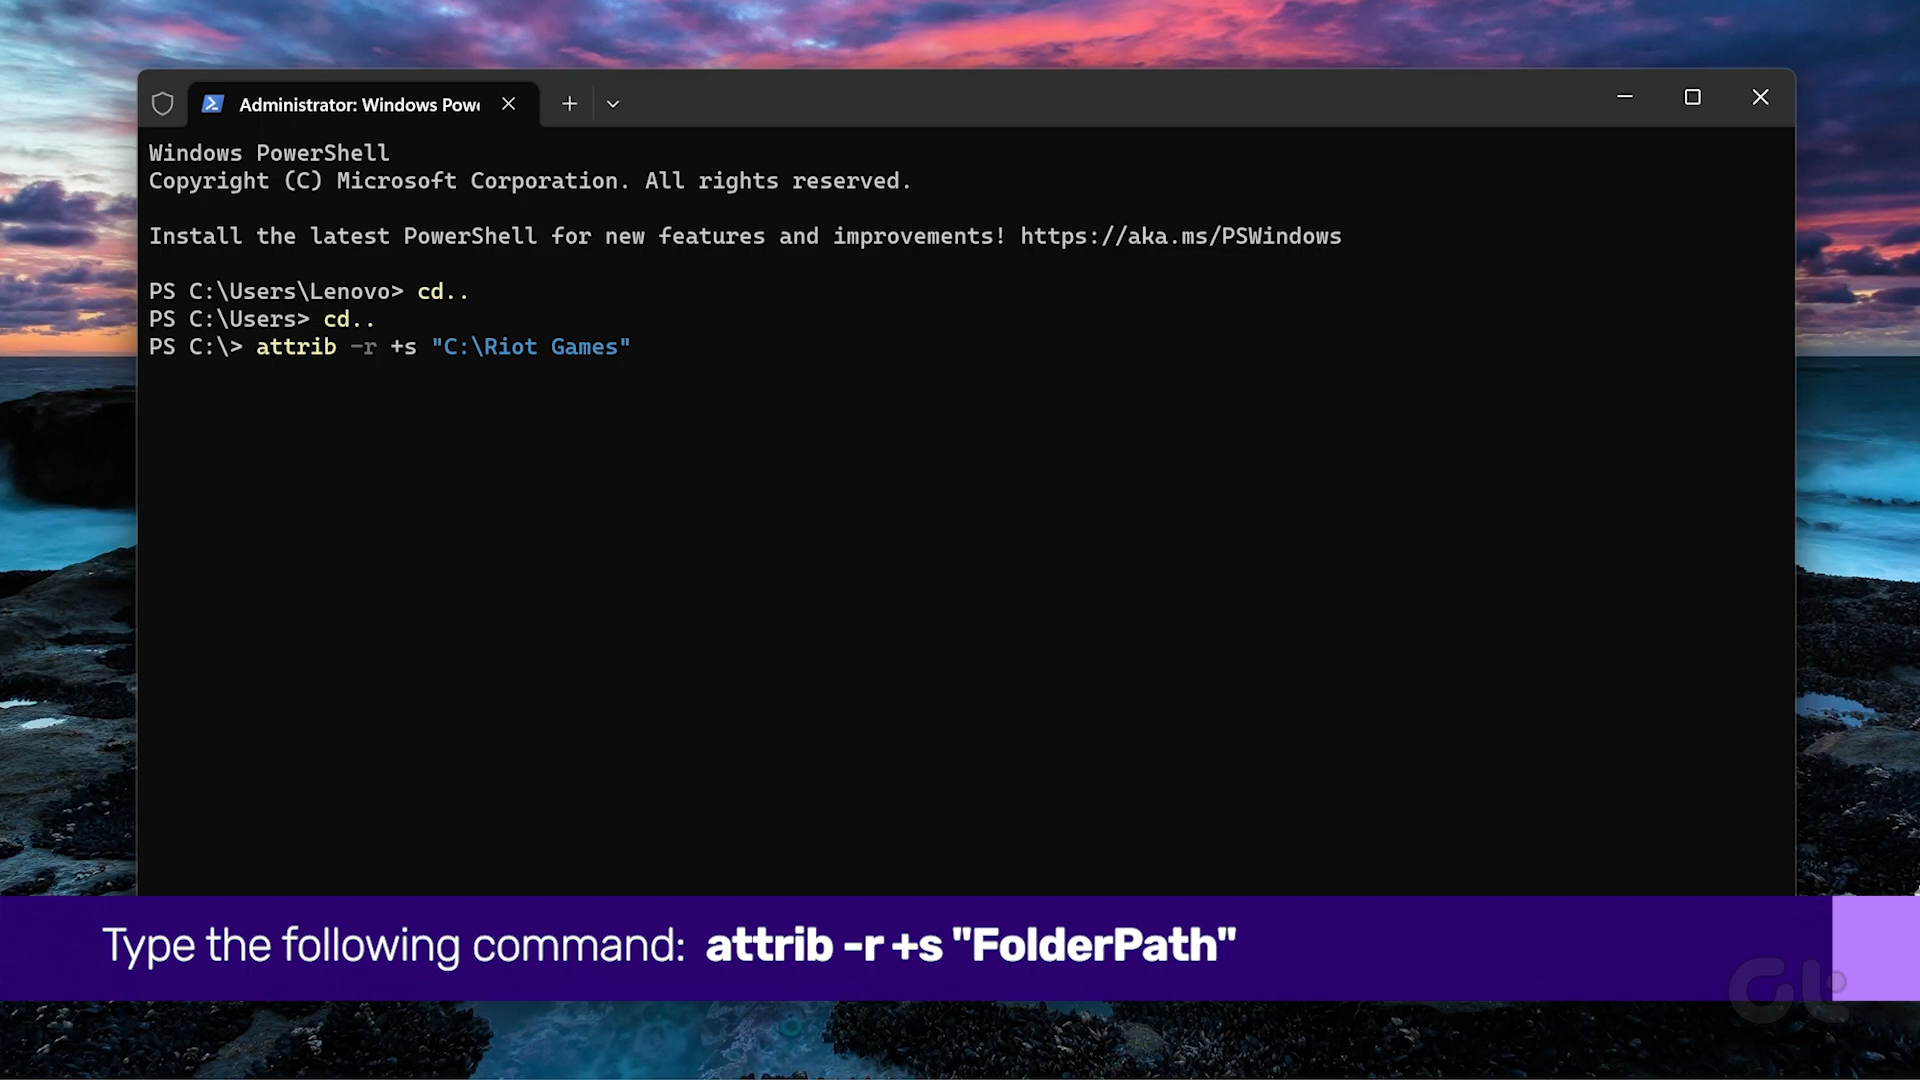 Administrator: Windows Pow
Windows PowerShell
Copyright (C) Microsoft Corporation. All rights reserved.
Install the latest PowerShell for new features and improvements! https://aka.ms/PSWindows
PS C:\Users\Lenovo> cd..
PS C:\Users> cd..
PS C:\> attrib -r +s "C:\Riot Games"
Type the following command: attrib -r +s "FolderPath"
Gt